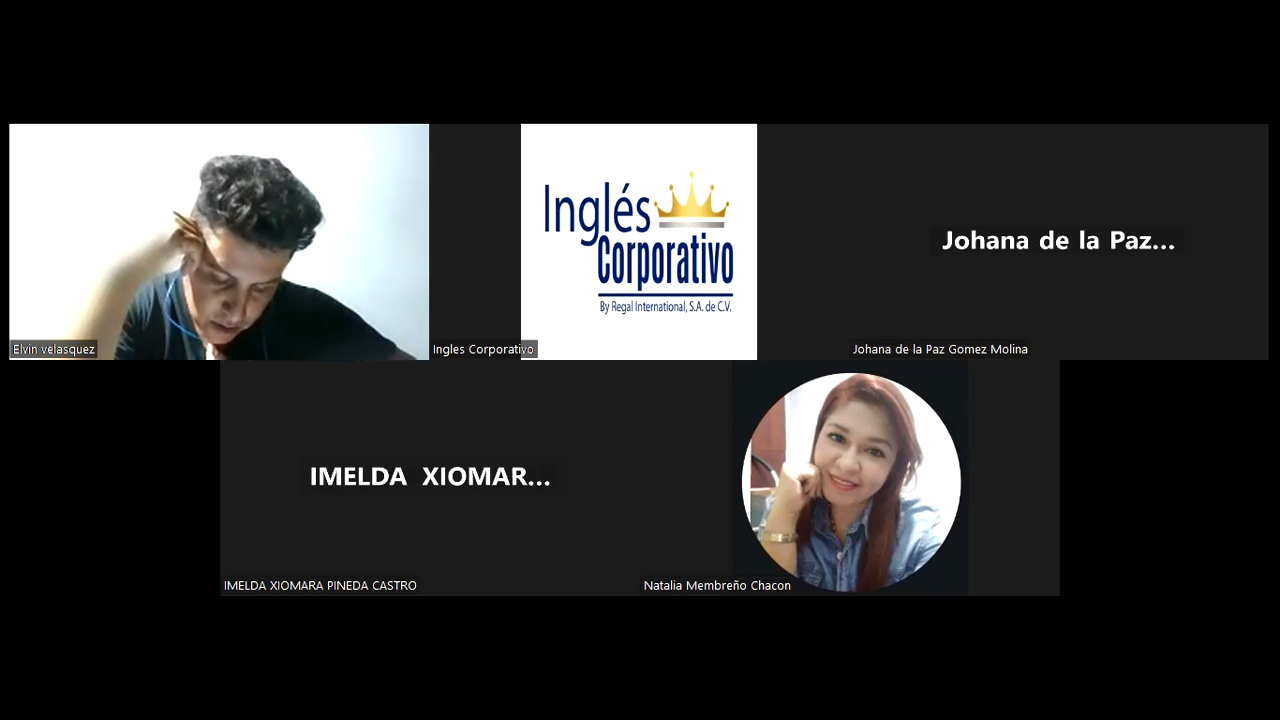 Inglés
Corporativo
By Regal International, S.A. de C.V.
Johana de la Paz...
Elvin velasquez
Ingles Corporativo
Johana de la Paz Gomez Molina
IMELDA XIOMAR...
IMELDA XIOMARA PINEDA CASTRO
Natalia Membreño Chacon